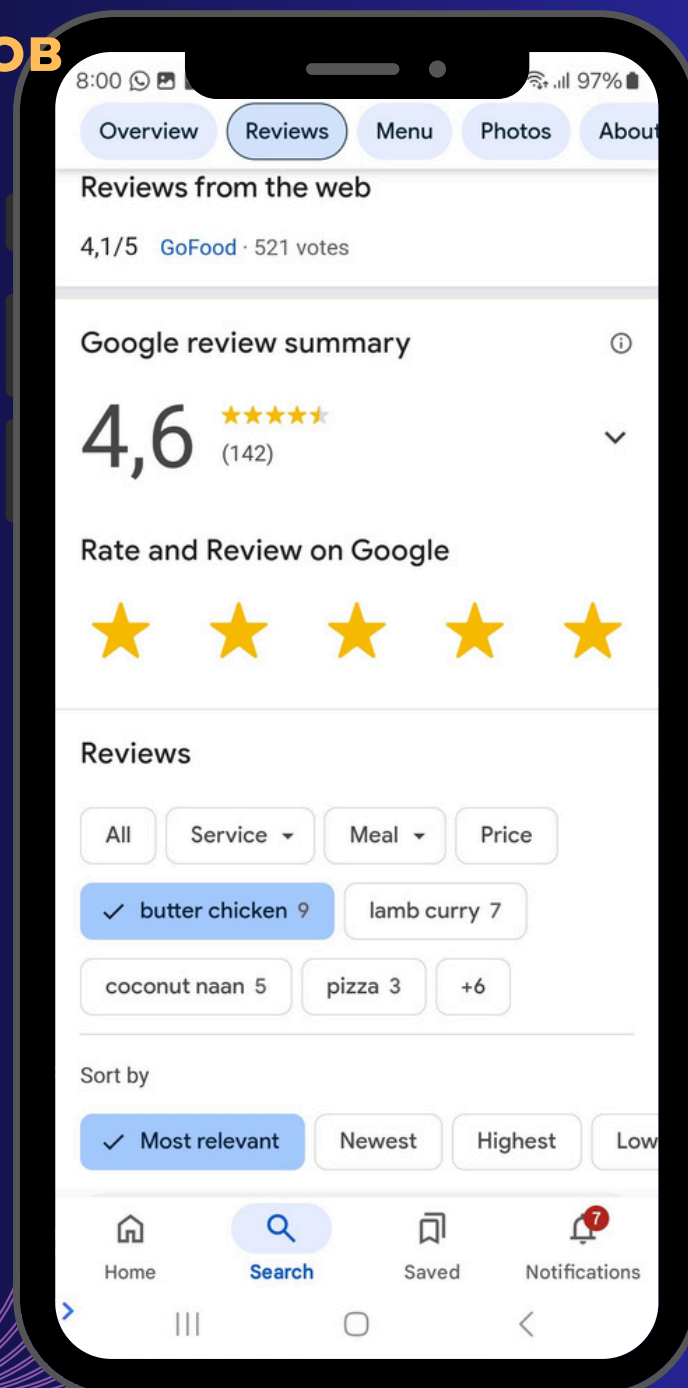 OB
8:00 97%
Overview Reviews Menu Photos About
Reviews from the web
4,1/5 GoFood · 521 votes
Google review summary
4,6
(142)
Rate and Review on Google
Reviews
All Service Meal Price
butter chicken 9 lamb curry 7
coconut naan 5 pizza 3 +6
Sort by
Most relevant Newest Highest Low
7
Home Search Saved Notifications